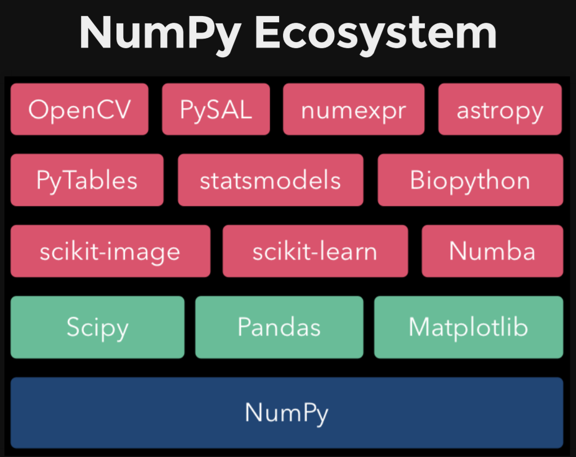 NumPy Ecosystem
OpenCV PySAL numexpr astropy
PyTables statsmodels Biopython
scikit-image scikit-learn Numba
Scipy Pandas Matplotlib
NumPy